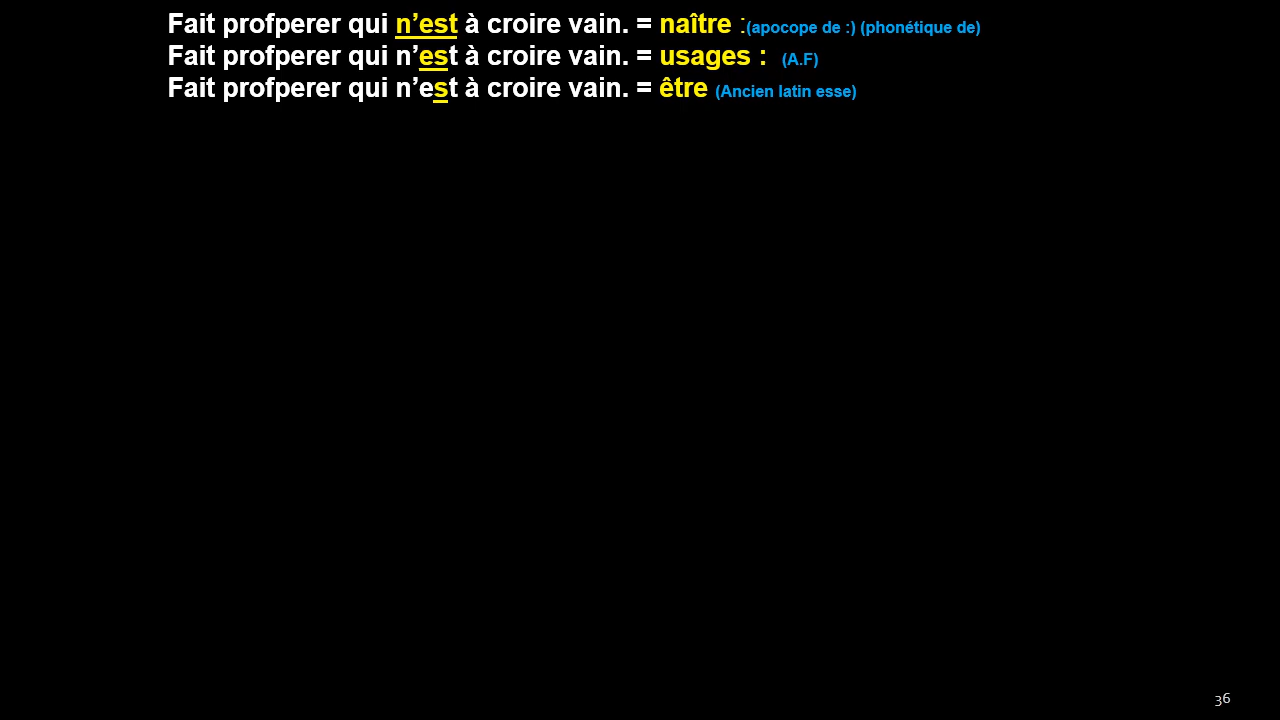 Fait profperer qui n’est à croire vain. = naître :(apocope de :) (phonétique de)
Fait profperer qui n’est à croire vain. = usages : (A.F)
Fait profperer qui n’est à croire vain. = être (Ancien latin esse)
36